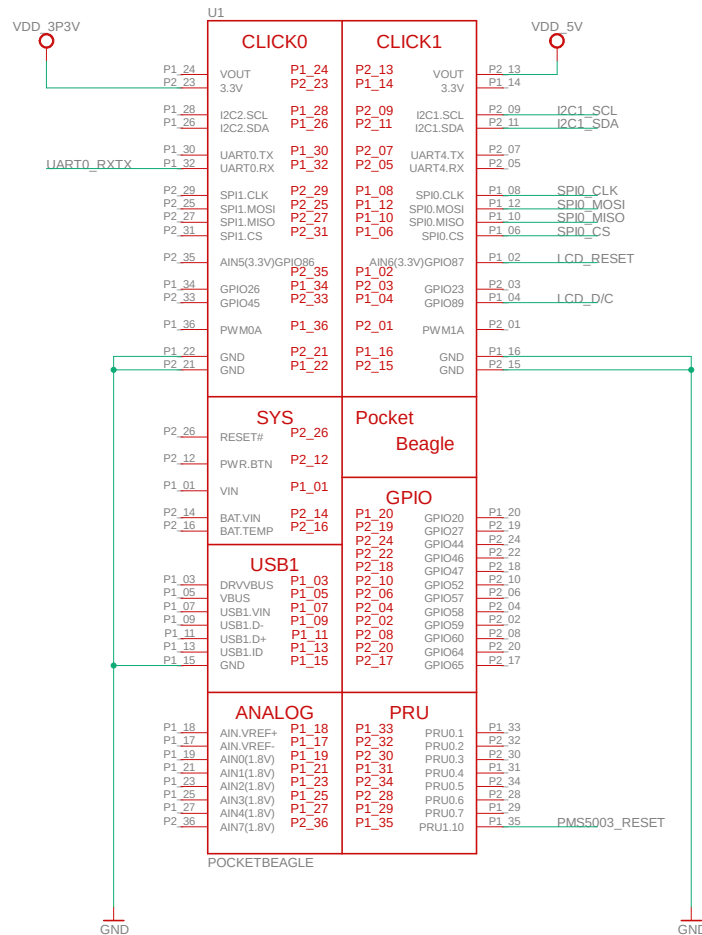 U1
VDD_3P3V
VDD_5V
CLICK0 CLICK1
P1_24 VOUT P1_24 P2_13 VOUT P2_13
P2_23 3.3V P2_23 P1_14 3.3V P1_14
P1_28 I2C2.SCL P1_28 P2_09 I2C1.SCL P2_09 I2C1_SCL
P1_26 I2C2.SDA P1_26 P2_11 I2C1.SDA P2_11 I2C1_SDA
P1_30 UART0.TX P1_30 P2_07 UART4.TX P2_07
UART0_RXTX P1_32 UART0.RX P1_32 P2_05 UART4.RX P2_05
P2_29 SPI1.CLK P2_29 P1_08 SPI0.CLK P1_08 SPI0_CLK
P2_25 SPI1.MOSI P2_25 P1_12 SPI0.MOSI P1_12 SPI0_MOSI
P2_27 SPI1.MISO P2_27 P1_10 SPI0.MISO P1_10 SPI0_MISO
P2_31 SPI1.CS P2_31 P1_06 SPI0.CS P1_06 SPI0_CS
P2_35 AIN5(3.3V)GPIO86 AIN6(3.3V)GPIO87 P1_02 LCD_RESET
P2_35 P1_02
P1_34 GPIO26 P1_34 P2_03 GPIO23 P2_03
P2_33 GPIO45 P2_33 P1_04 GPIO89 P1_04 LCD_D/C
P1_36 PWM0A P1_36 P2_01 PWM1A P2_01
P1_22 GND P2_21 P1_16 GND P1_16
P2_21 GND P1_22 P2_15 GND P2_15
SYS
Pocket
Beagle
P2_26 RESET# P2_26
P2_12 PWR.BTN P2_12
P1_01 VIN P1_01
P2_14 BAT.VIN P2_14
P2_16 BAT.TEMP P2_16
GPIO
P1_20 GPIO20 P1_20
P2_19 GPIO27 P2_19
P2_24 GPIO44 P2_24
P2_22 GPIO46 P2_22
P2_18 GPIO47 P2_18
P2_10 GPIO52 P2_10
P2_06 GPIO57 P2_06
P2_04 GPIO58 P2_04
P2_02 GPIO59 P2_02
P2_08 GPIO60 P2_08
P2_20 GPIO64 P2_20
P2_17 GPIO65 P2_17
USB1
P1_03 DRVVBUS P1_03
P1_05 VBUS P1_05
P1_07 USB1.VIN P1_07
P1_09 USB1.D- P1_09
P1_11 USB1.D+ P1_11
P1_13 USB1.ID P1_13
P1_15 GND P1_15
ANALOG PRU
P1_18 AIN.VREF+ P1_18 P1_33 PRU0.1 P1_33
P1_17 AIN.VREF- P1_17 P2_32 PRU0.2 P2_32
P1_19 AIN0(1.8V) P1_19 P2_30 PRU0.3 P2_30
P1_21 AIN1(1.8V) P1_21 P1_31 PRU0.4 P1_31
P1_23 AIN2(1.8V) P1_23 P2_34 PRU0.5 P2_34
P1_25 AIN3(1.8V) P1_25 P2_28 PRU0.6 P2_28
P1_27 AIN4(1.8V) P1_27 P1_29 PRU0.7 P1_29
P2_36 AIN7(1.8V) P2_36 P1_35 PRU1.10 P1_35 PMS5003_RESET
POCKETBEAGLE
GND GND